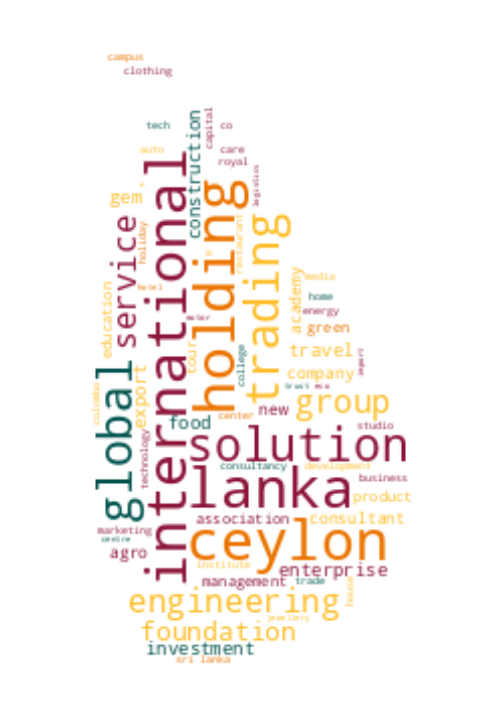 campus
clothing
tech
co
capital
construction
auto
care
royal
international
holding
logistics
gem
service
holiday
restaurant
trading
hotel
education
academy
media
home
energy
motor
green
tour
college
travel
company
trust
eco
global
export
colombo
group
new
center
food
studio
solution
technology
consultancy
development
lanka
business
product
association
consultant
marketing
centre
ceylon
agro
institute
enterprise
management
trade
house
engineering
jewellery
foundation
investment
sri lanka